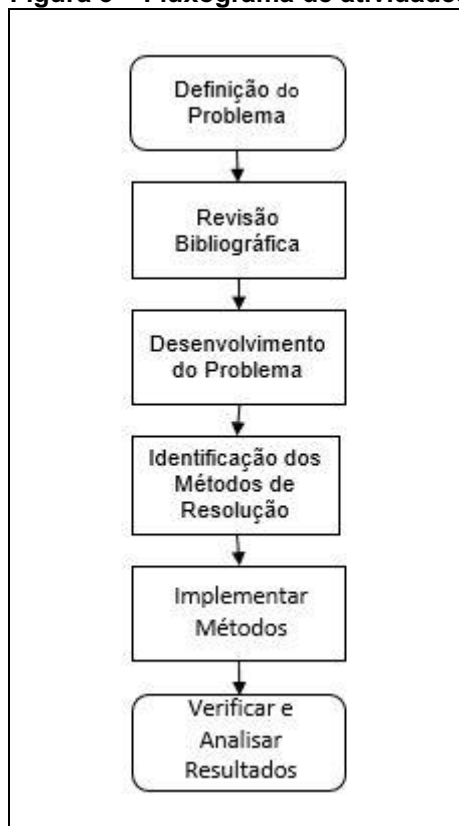 Definição do
Problema
Revisão
Bibliográfica
Desenvolvimento
do Problema
Identificação dos
Métodos de
Resolução
Implementar
Métodos
Verificar e
Analisar
Resultados